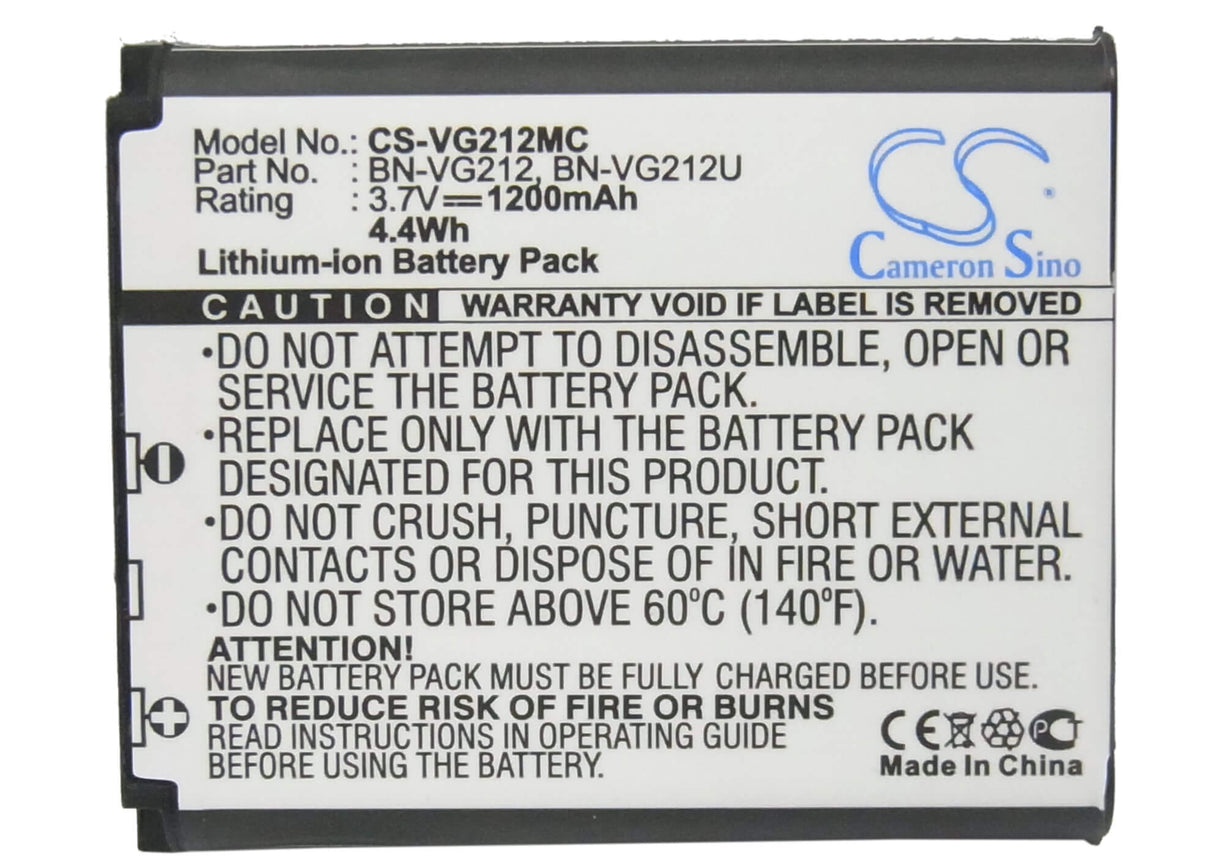 Model No.: CS-VG212MC
Part No. : BN-VG212, BN-VG212U
Rating : 3.7V⎓1200mAh
4.4Wh
Lithium-ion Battery Pack
CS
Cameron Sino
CAUTION WARRANTY VOID IF LABEL IS REMOVED
•DO NOT ATTEMPT TO DISASSEMBLE, OPEN OR
SERVICE THE BATTERY PACK.
•REPLACE ONLY WITH THE BATTERY PACK
DESIGNATED FOR THIS PRODUCT.
•DO NOT CRUSH, PUNCTURE, SHORT EXTERNAL
CONTACTS OR DISPOSE OF IN FIRE OR WATER.
•DO NOT STORE ABOVE 60°C (140°F).
ATTENTION!
NEW BATTERY PACK MUST BE FULLY CHARGED BEFORE USE.
TO REDUCE RISK OF FIRE OR BURNS
READ INSTRUCTIONS IN OPERATING GUIDE
BEFORE USING THE BATTERY.
CE PCT
Made In China